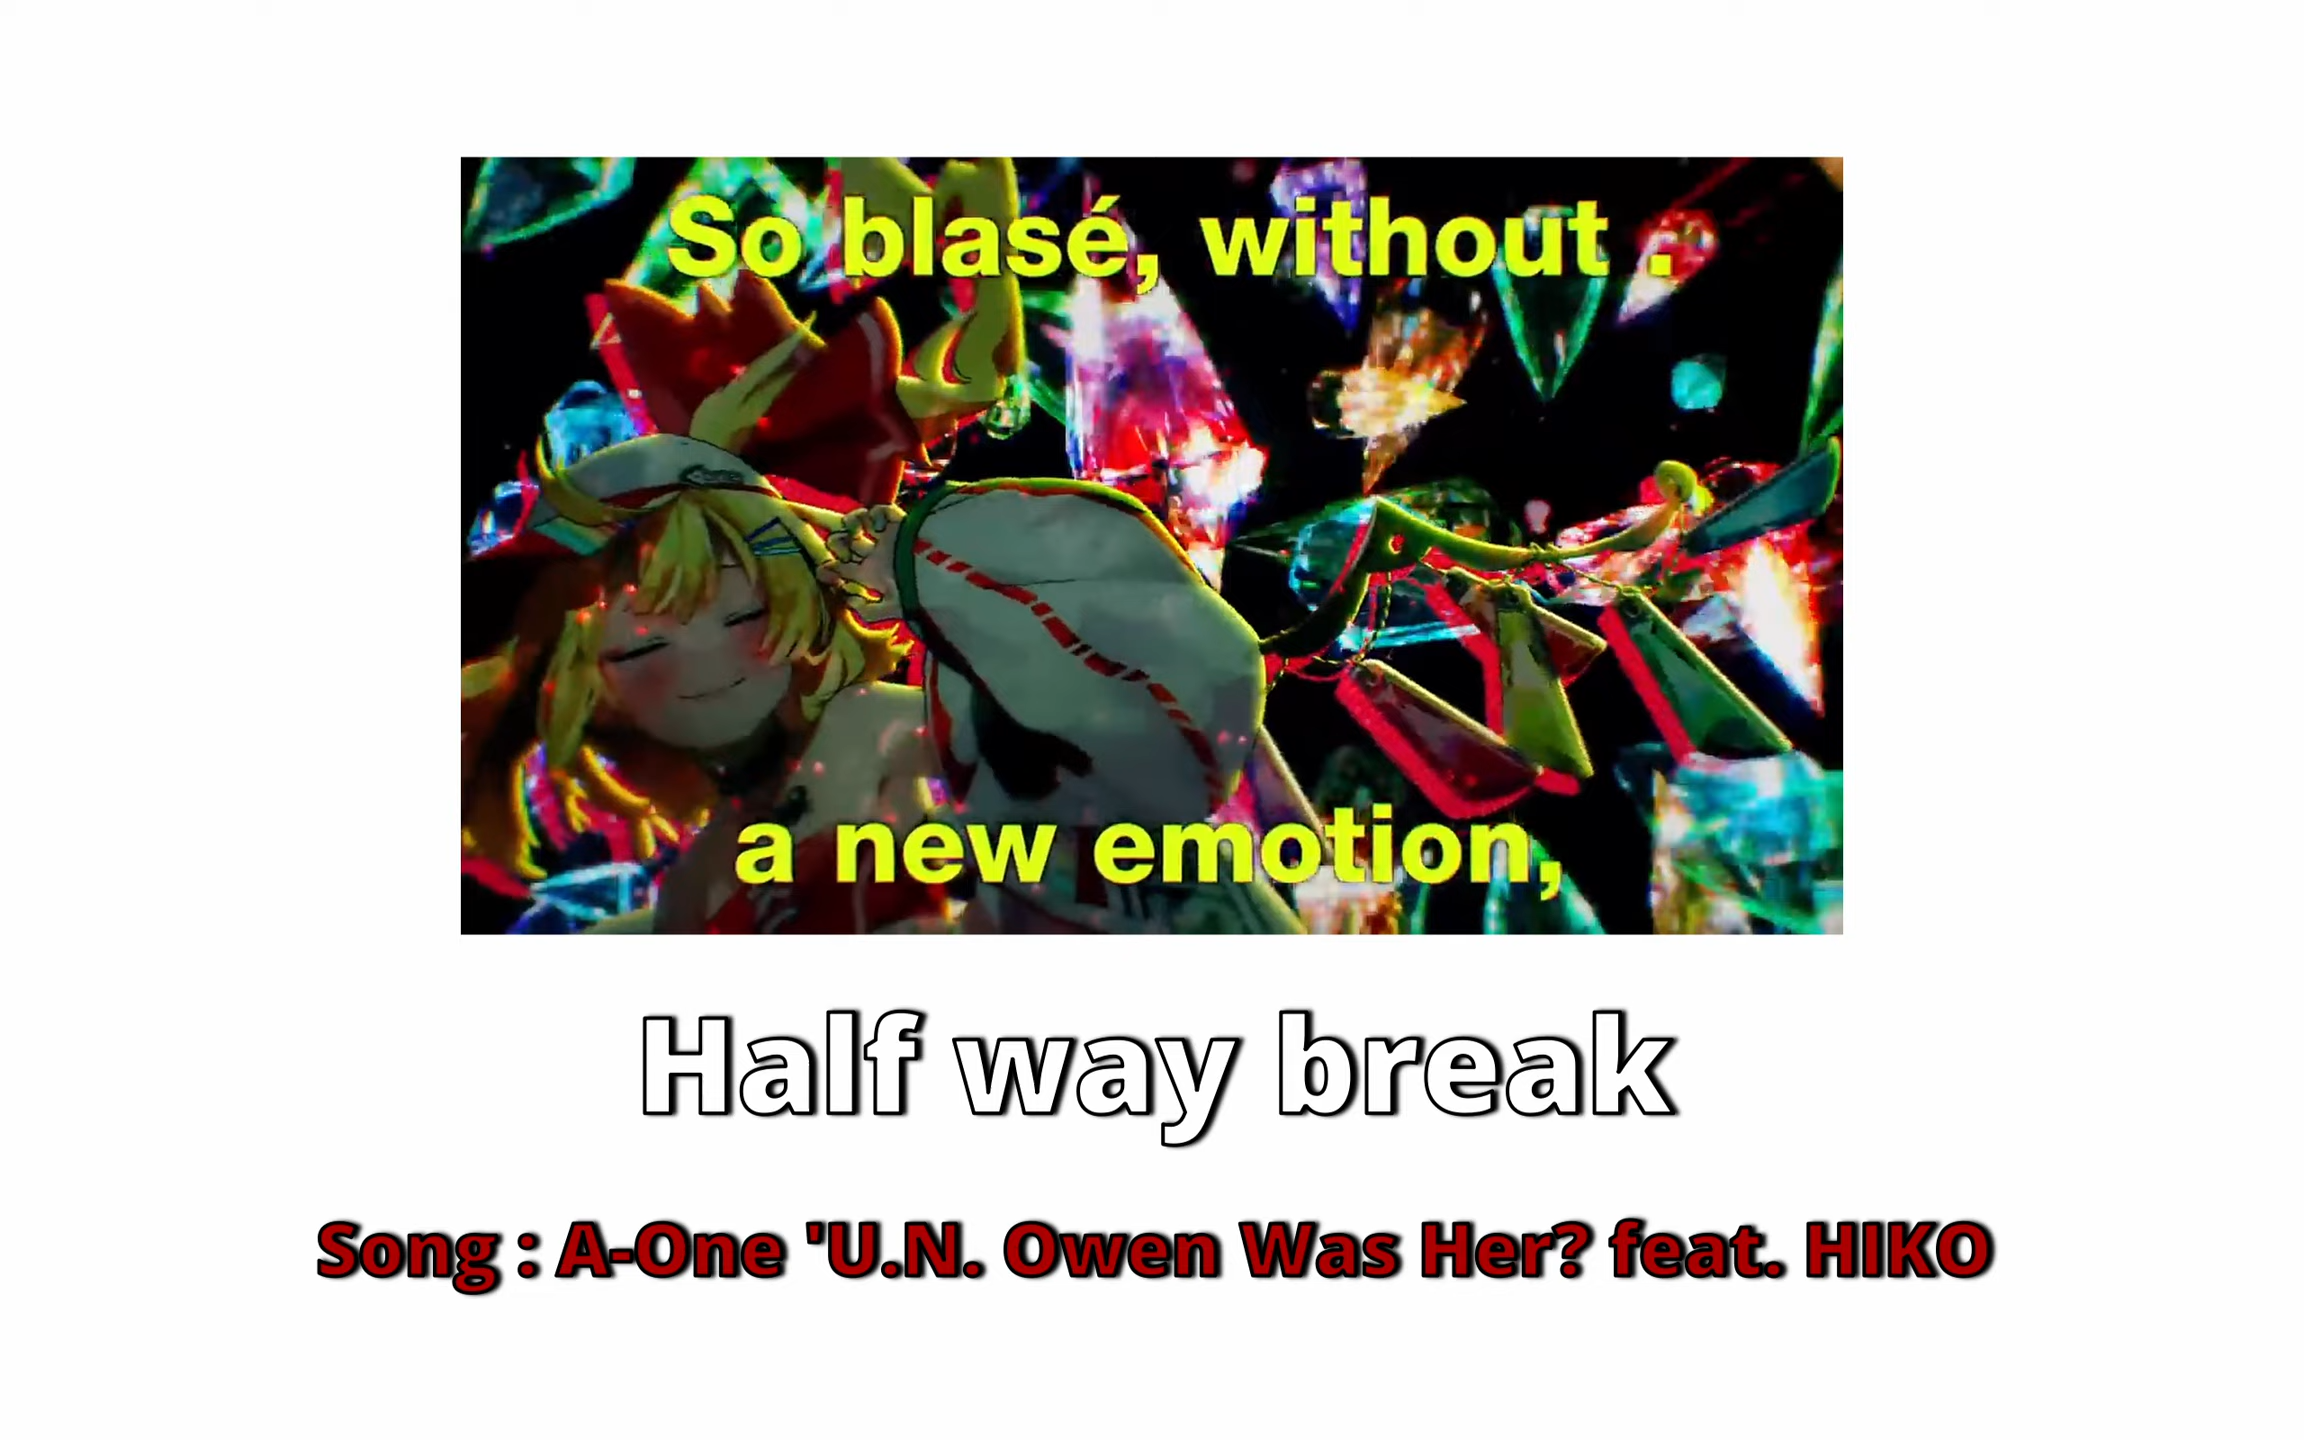 So blasé, without .
a new emotion,
Half way break
Song : A-One 'U.N. Owen Was Her? feat. HIKO